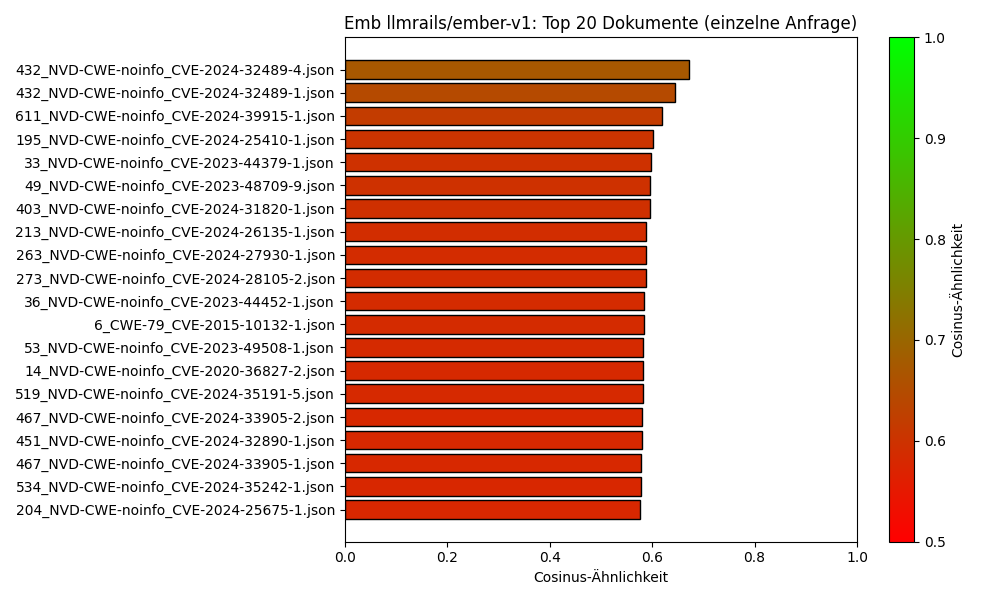 Emb llmrails/ember-v1: Top 20 Dokumente (einzelne Anfrage)
432_NVD-CWE-noinfo_CVE-2024-32489-4.json
432_NVD-CWE-noinfo_CVE-2024-32489-1.json
611_NVD-CWE-noinfo_CVE-2024-39915-1.json
195_NVD-CWE-noinfo_CVE-2024-25410-1.json
33_NVD-CWE-noinfo_CVE-2023-44379-1.json
49_NVD-CWE-noinfo_CVE-2023-48709-9.json
403_NVD-CWE-noinfo_CVE-2024-31820-1.json
213_NVD-CWE-noinfo_CVE-2024-26135-1.json
263_NVD-CWE-noinfo_CVE-2024-27930-1.json
273_NVD-CWE-noinfo_CVE-2024-28105-2.json
36_NVD-CWE-noinfo_CVE-2023-44452-1.json
6_CWE-79_CVE-2015-10132-1.json
53_NVD-CWE-noinfo_CVE-2023-49508-1.json
14_NVD-CWE-noinfo_CVE-2020-36827-2.json
519_NVD-CWE-noinfo_CVE-2024-35191-5.json
467_NVD-CWE-noinfo_CVE-2024-33905-2.json
451_NVD-CWE-noinfo_CVE-2024-32890-1.json
467_NVD-CWE-noinfo_CVE-2024-33905-1.json
534_NVD-CWE-noinfo_CVE-2024-35242-1.json
204_NVD-CWE-noinfo_CVE-2024-25675-1.json
0.0 0.2 0.4 0.6 0.8 1.0
Cosinus-Ähnlichkeit
1.0
0.9
0.8
0.7
0.6
0.5
Cosinus-Ähnlichkeit